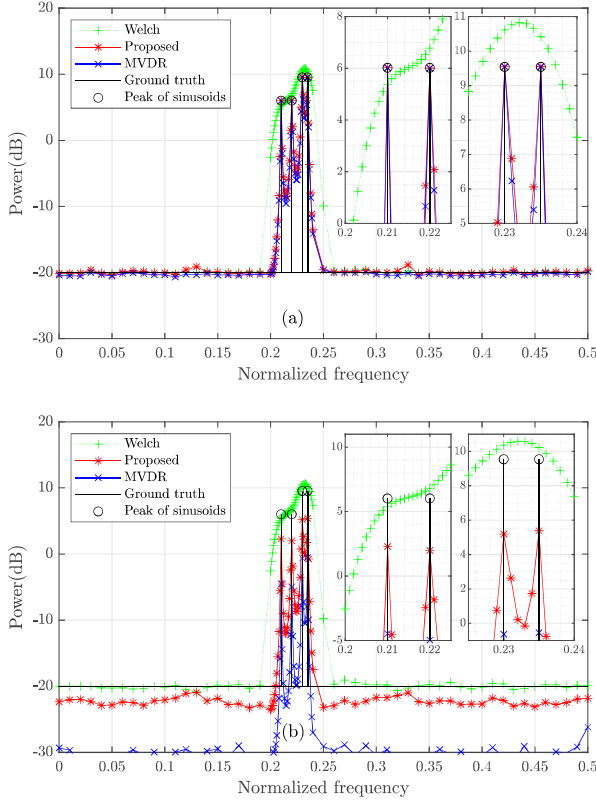 20
10
0
-10
-20
-30
Power(dB)
Welch
Proposed
MVDR
Ground truth
Peak of sinusoids
8
6
4
2
0
0.2
0.21
0.22
11
10
9
8
7
6
5
0.23
0.24
(a)
0 0.05 0.1 0.15 0.2 0.25 0.3 0.35 0.4 0.45 0.5
Normalized frequency
20
10
0
-10
-20
-30
Power(dB)
Welch
Proposed
MVDR
Ground truth
Peak of sinusoids
10
5
0
-5
0.2
0.21
0.22
10
8
6
4
2
0
0.23
0.24
(b)
0 0.05 0.1 0.15 0.2 0.25 0.3 0.35 0.4 0.45 0.5
Normalized frequency